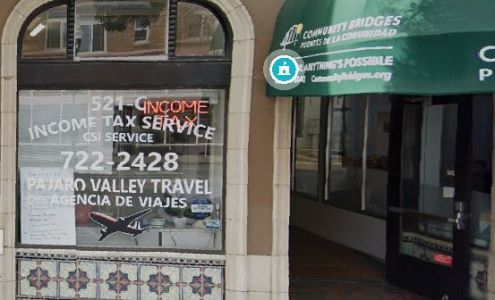 521-C
INCOME
TAX
INCOME TAX SERVICE
CSI SERVICE
722-2428
PAJARO VALLEY TRAVEL
AGENCIA DE VIAJES
COMMUNITY BRIDGES
PUENTES DE LA COMUNIDAD
ANYTHING'S POSSIBLE
CommunityBridges.org
C
P